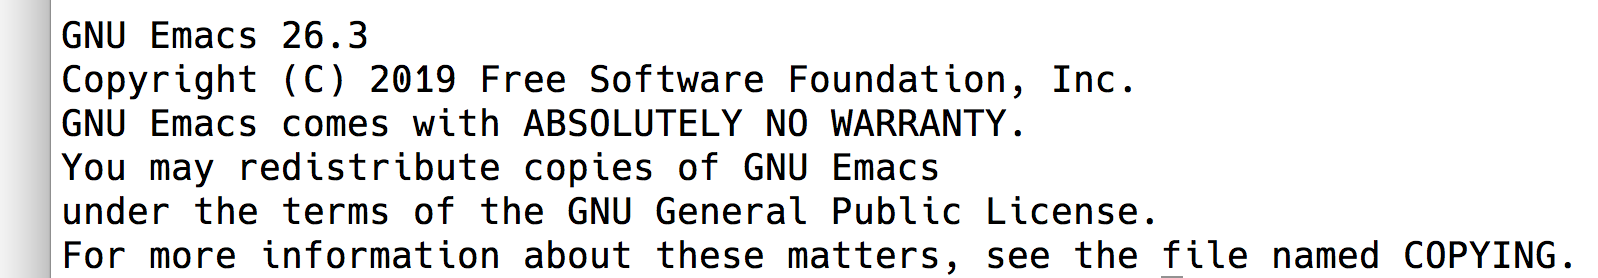 GNU Emacs 26.3
Copyright (C) 2019 Free Software Foundation, Inc.
GNU Emacs comes with ABSOLUTELY NO WARRANTY.
You may redistribute copies of GNU Emacs
under the terms of the GNU General Public License.
For more information about these matters, see the file named COPYING.